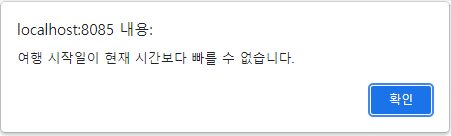 localhost:8085 내용:
여행 시작일이 현재 시간보다 빠를 수 없습니다.
확인